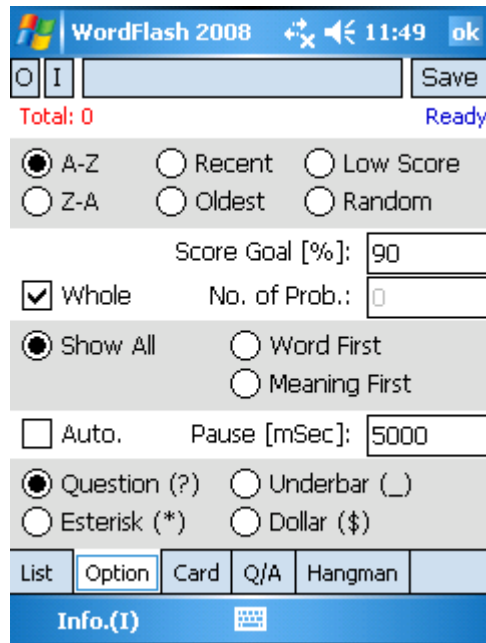 WordFlash 2008 11:49 ok
O I Save
Total: 0 Ready
A-Z Recent Low Score
Z-A Oldest Random
Score Goal [%]: 90
Whole No. of Prob.: 0
Show All Word First
Meaning First
Auto. Pause [mSec]: 5000
Question (?) Underbar (_)
Esterisk (*) Dollar ($)
List Option Card Q/A Hangman
Info.(I)